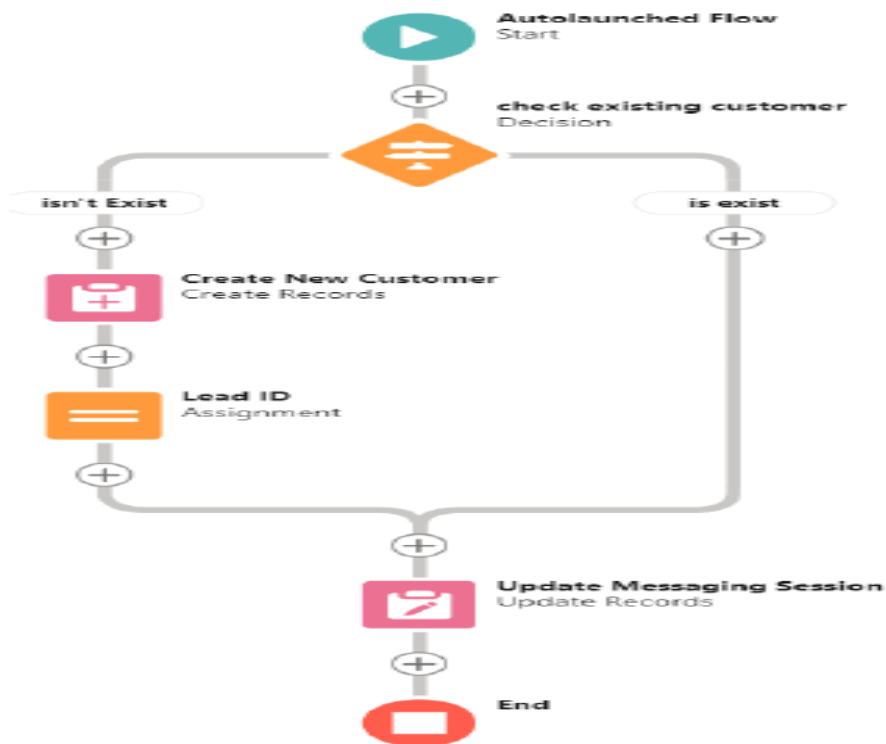 Autolaunched Flow
Start
check existing customer
Decision
isn't Exist
is exist
Create New Customer
Create Records
Lead ID
Assignment
Update Messaging Session
Update Records
End